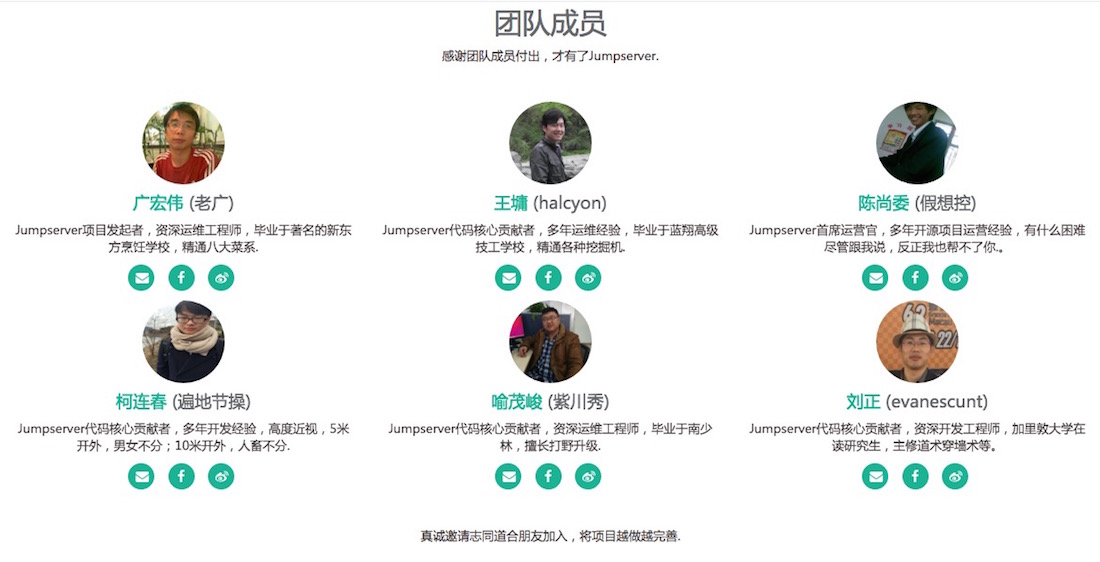 团队成员
感谢团队成员付出，才有了Jumpserver.
广宏伟 (老广)
Jumpserver项目发起者，资深运维工程师，毕业于著名的新东
方烹饪学校，精通八大菜系.
王墉 (halcyon)
Jumpserver代码核心贡献者，多年运维经验，毕业于蓝翔高级
技工学校，精通各种挖掘机.
陈尚委 (假想控)
Jumpserver首席运营官，多年开源项目运营经验，有什么困难
尽管跟我说，反正我也帮不了你.。
柯连春 (遍地节操)
Jumpserver代码核心贡献者，多年开发经验，高度近视，5米
开外，男女不分；10米开外，人畜不分.
喻茂峻 (紫川秀)
Jumpserver代码核心贡献者，资深运维工程师，毕业于南少
林，擅长打野升级.
刘正 (evanescunt)
Jumpserver代码核心贡献者，资深开发工程师，加里敦大学在
读研究生，主修道术穿墙术等。
真诚邀请志同道合朋友加入，将项目越做越完善.